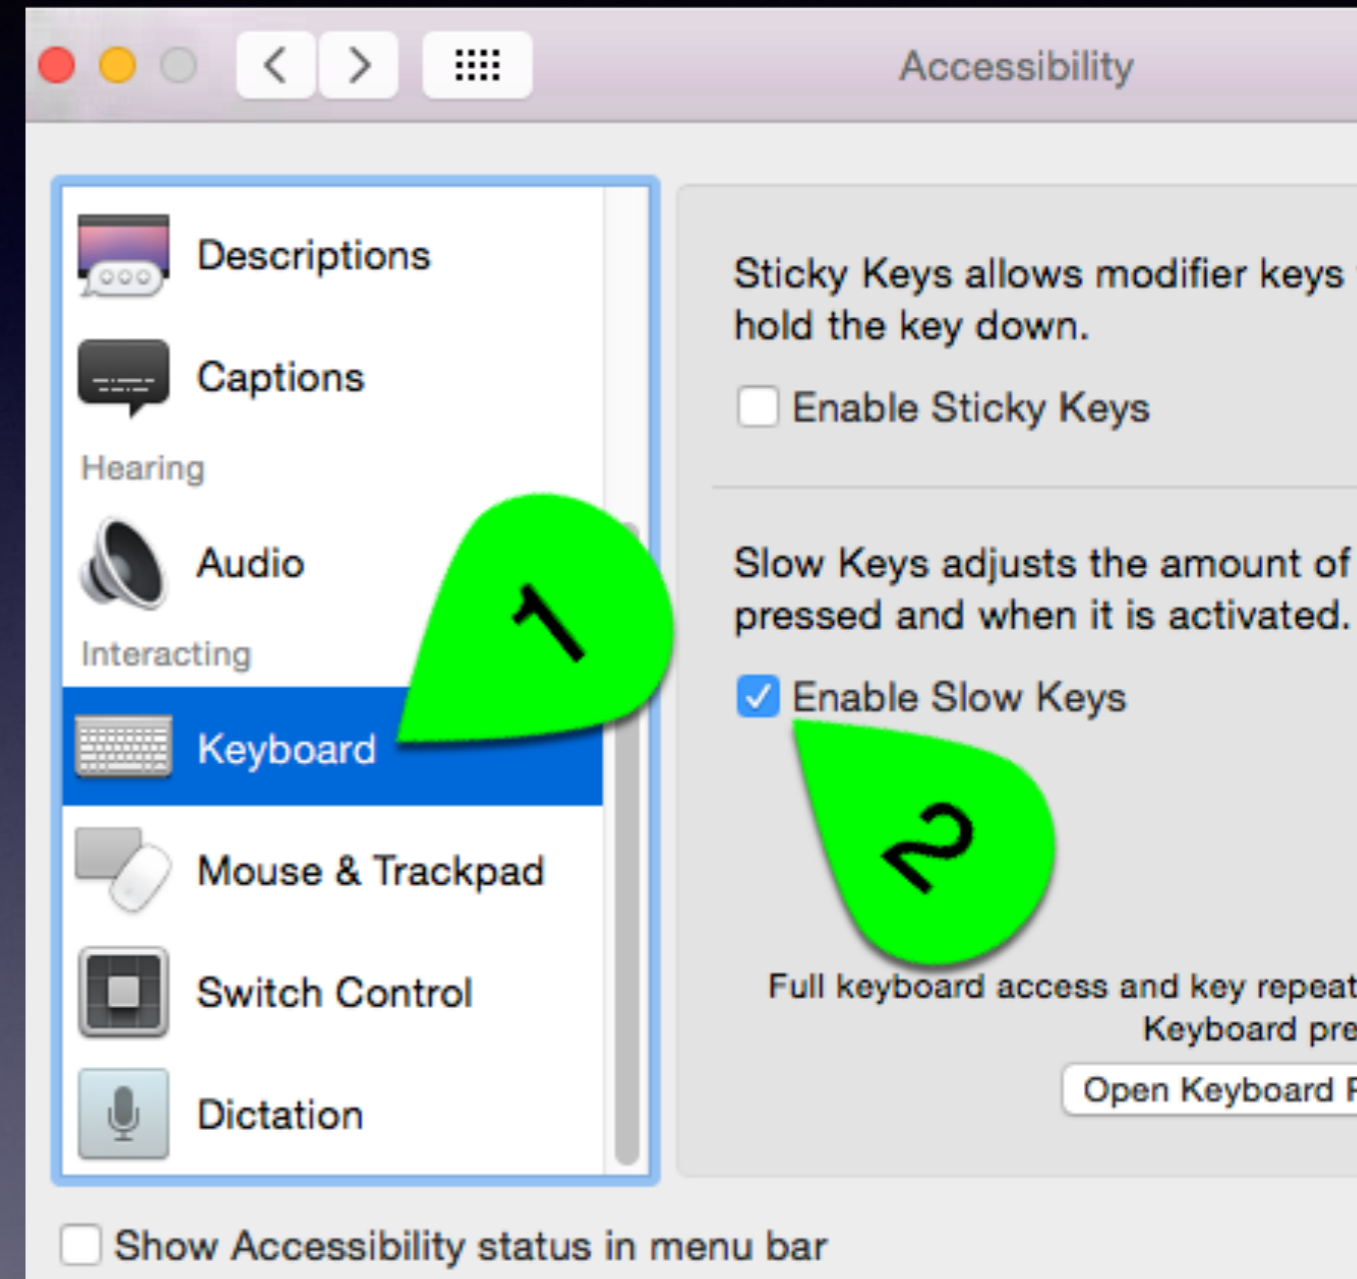 Accessibility
Descriptions
Captions
Hearing
Audio
Interacting
Keyboard
Mouse & Trackpad
Switch Control
Dictation
1
Sticky Keys allows modifier keys
hold the key down.
Enable Sticky Keys
Slow Keys adjusts the amount of
pressed and when it is activated.
Enable Slow Keys
2
Full keyboard access and key repeat
Keyboard
Open Keyboard
Show Accessibility status in menu bar